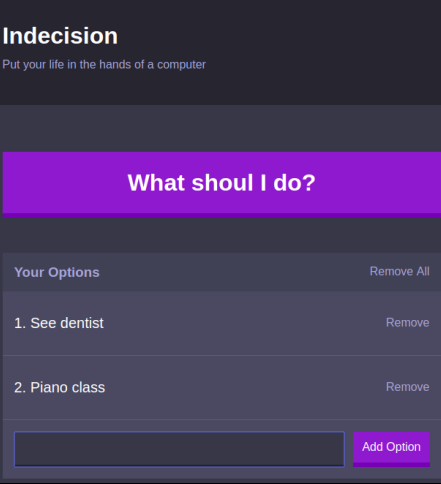 Indecision
Put your life in the hands of a computer
What shoul I do?
Your Options Remove All
1. See dentist Remove
2. Piano class Remove
Add Option